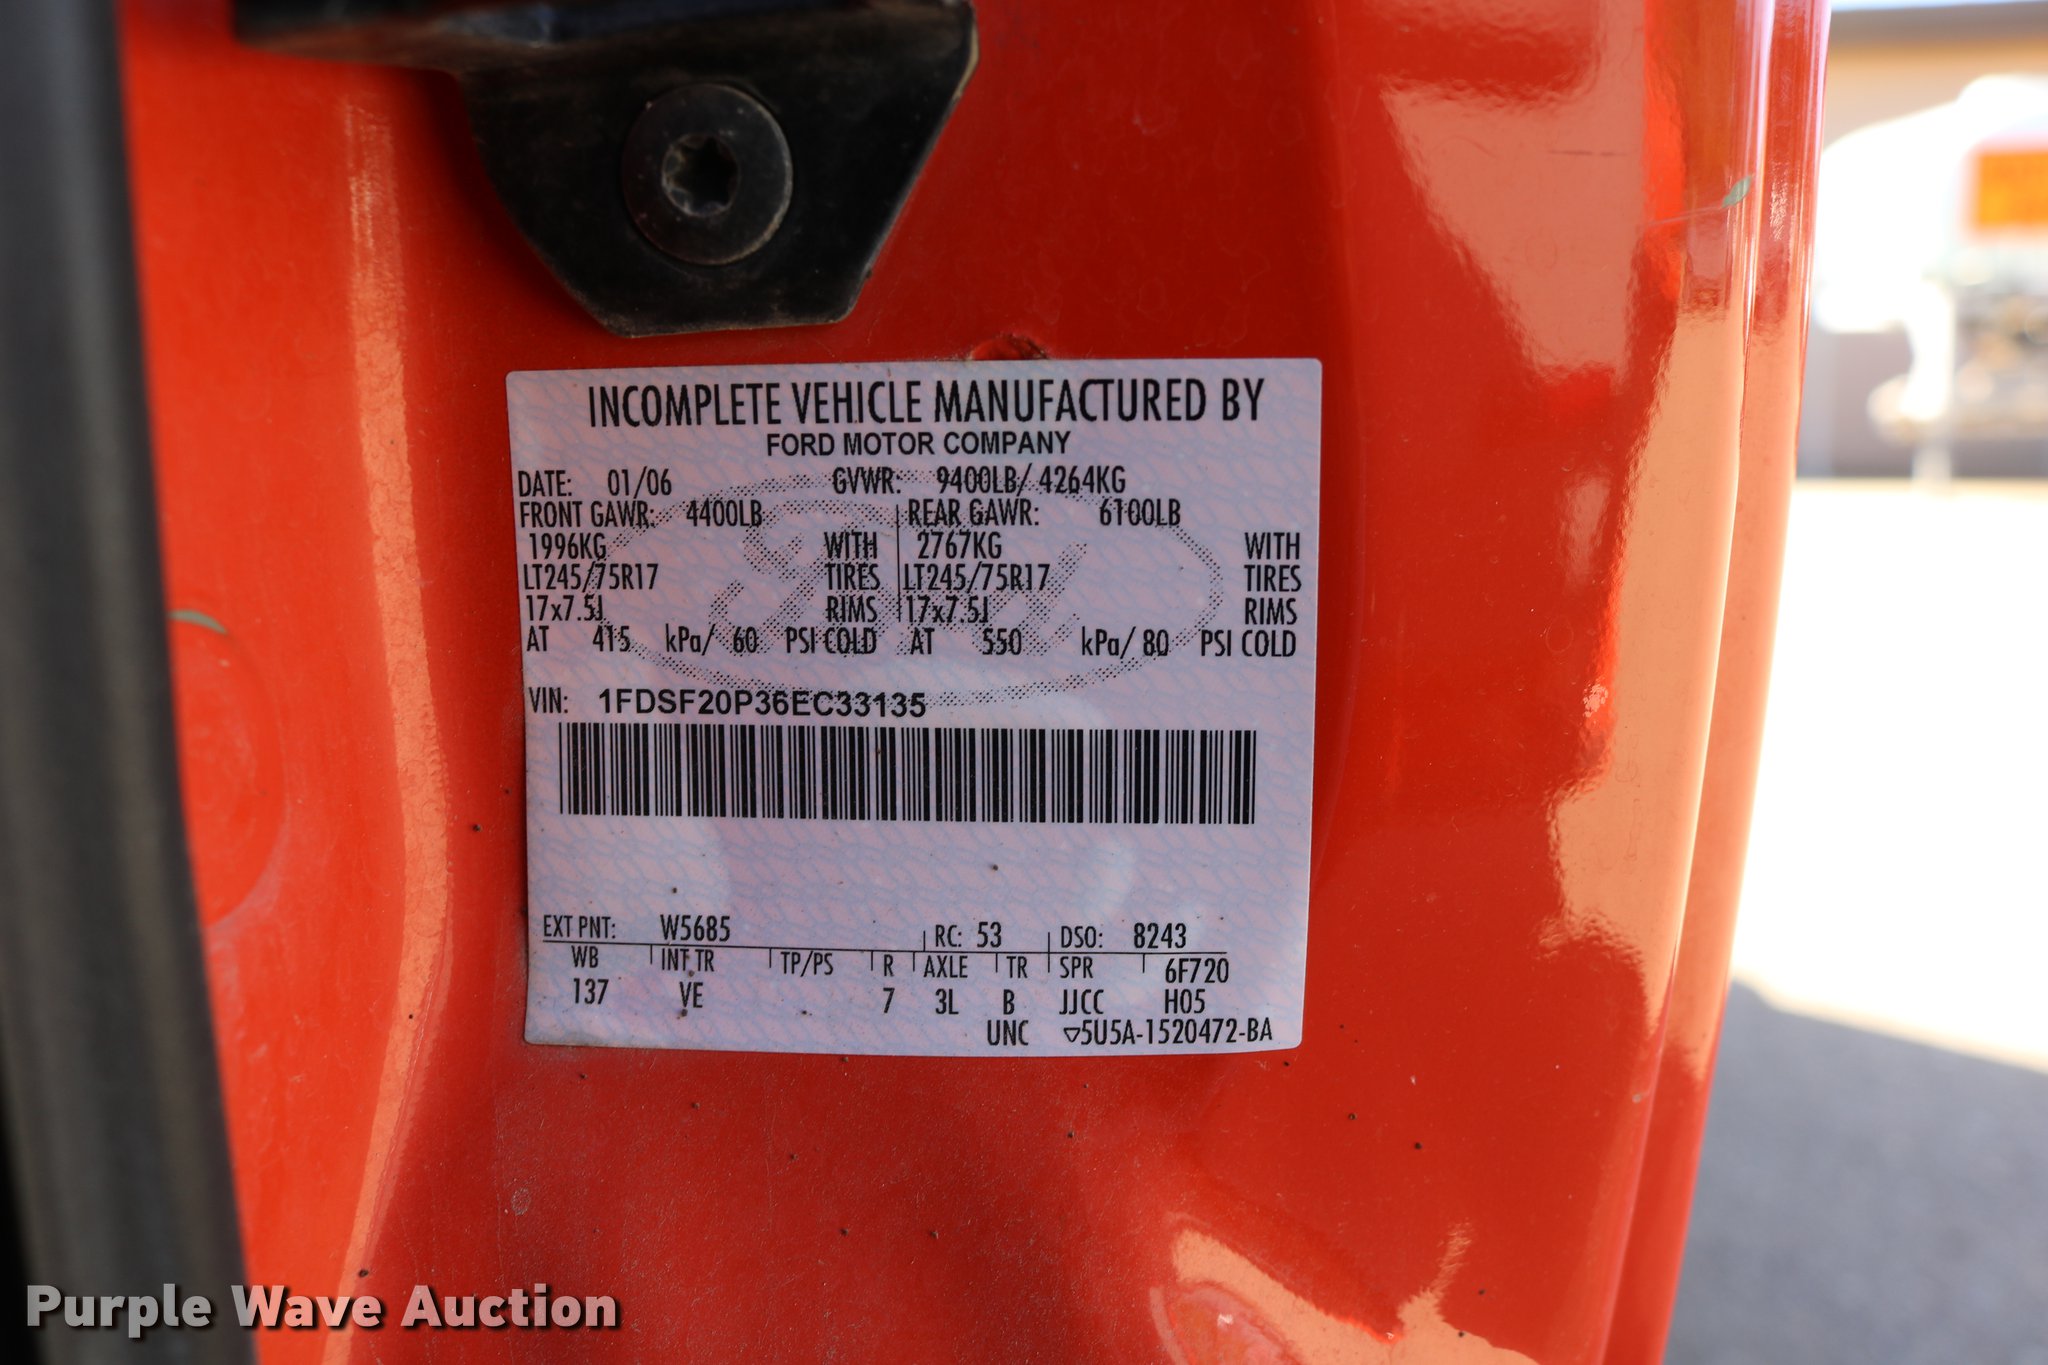 INCOMPLETE VEHICLE MANUFACTURED BY
FORD MOTOR COMPANY
DATE: 01/06 GVWR: 9400LB/ 4264KG
FRONT GAWR: 4400LB REAR GAWR: 6100LB
1996KG WITH 2767KG WITH
LT245/75R17 TIRES LT245/75R17 TIRES
17x7.5J RIMS 17x7.5J RIMS
AT 415 kPa/ 60 PSI COLD AT 550 kPa/ 80 PSI COLD
VIN: 1FDSF20P36EC33135
EXT PNT: W5685 RC: 53 DSO: 8243
WB INT TR TP/PS R AXLE TR SPR 6F720
137 VE 7 3L B JJCC H05
UNC ▽5U5A-1520472-BA
Purple Wave Auction